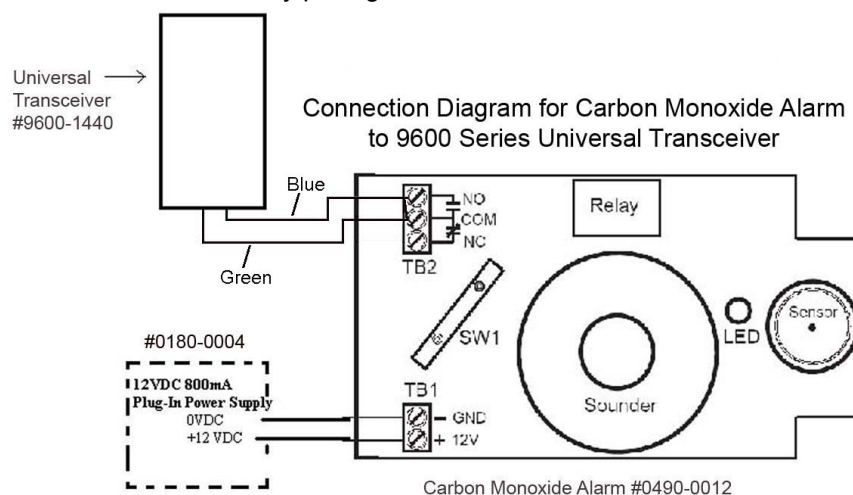 Universal
Transceiver
#9600-1440
Connection Diagram for Carbon Monoxide Alarm
to 9600 Series Universal Transceiver
Blue
Green
NO
COM
NC
TB2
Relay
SW1
LED
Sensor
Sounder
#0180-0004
12VDC 800mA
Plug-In Power Supply
0VDC
+12 VDC
TB1
- GND
+ 12V
Carbon Monoxide Alarm #0490-0012